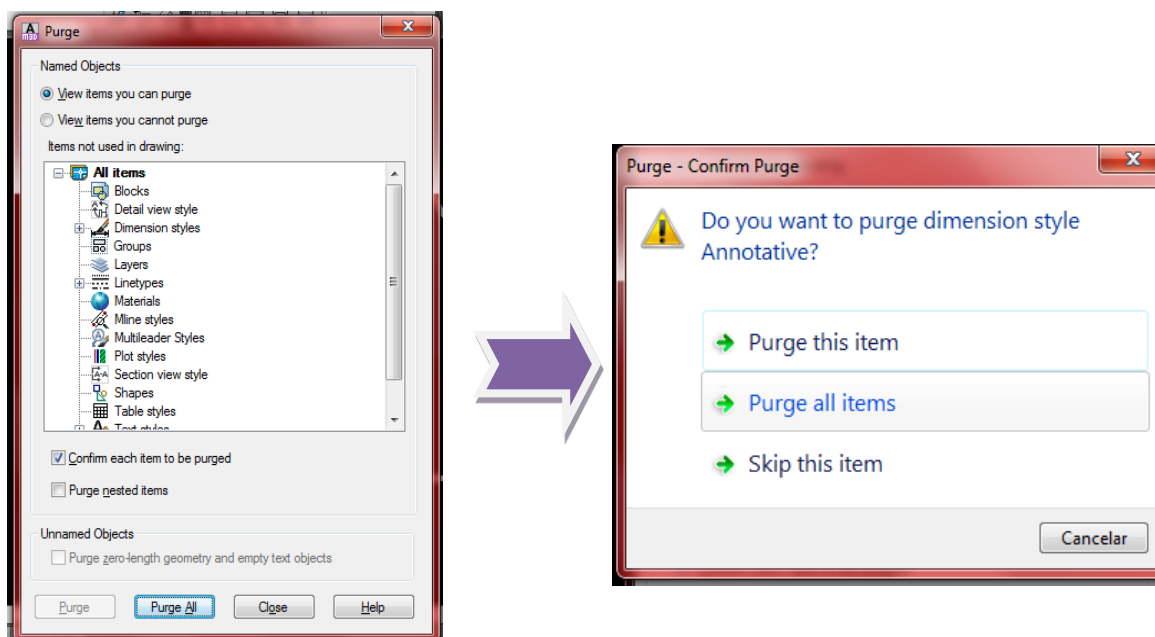 Purge
Named Objects
View items you can purge
View items you cannot purge
Items not used in drawing:
All items
Blocks
Detail view style
Dimension styles
Groups
Layers
Linetypes
Materials
Mline styles
Multileader Styles
Plot styles
Section view style
Shapes
Table styles
Text styles
Confirm each item to be purged
Purge nested items
Unnamed Objects
Purge zero-length geometry and empty text objects
Purge Purge All Close Help
Purge - Confirm Purge
Do you want to purge dimension style
Annotative?
Purge this item
Purge all items
Skip this item
Cancelar